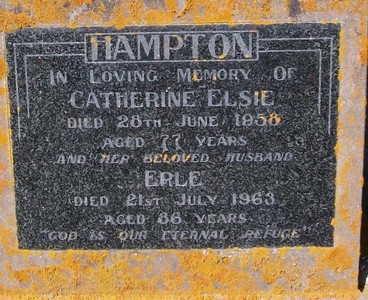 HAMPTON
IN LOVING MEMORY OF
CATHERINE ELSIE
DIED 28TH JUNE 1958
AGED 77 YEARS
AND HER BELOVED HUSBAND
ERLE
DIED 21ST JULY 1963
AGED 86 YEARS
"GOD IS OUR ETERNAL REFUGE"